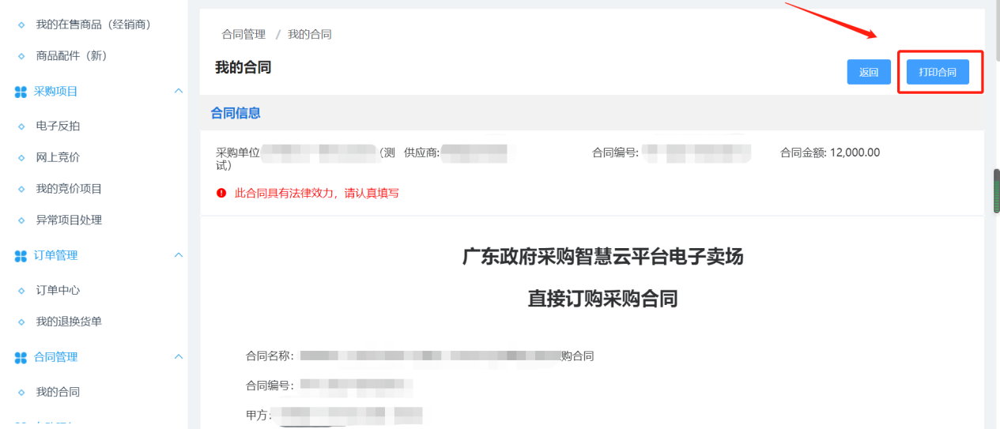 我的在售商品（经销商）
商品配件（新）
采购项目
电子反拍
网上竞价
我的竞价项目
异常项目处理
订单管理
订单中心
我的退换货单
合同管理
我的合同
合同管理 / 我的合同
我的合同
返回 打印合同
合同信息
采购单位 （测 供应商: 合同编号: 合同金额: 12,000.00
试）
此合同具有法律效力，请认真填写
广东政府采购智慧云平台电子卖场
直接订购采购合同
合同名称： 购合同
合同编号：
甲方：